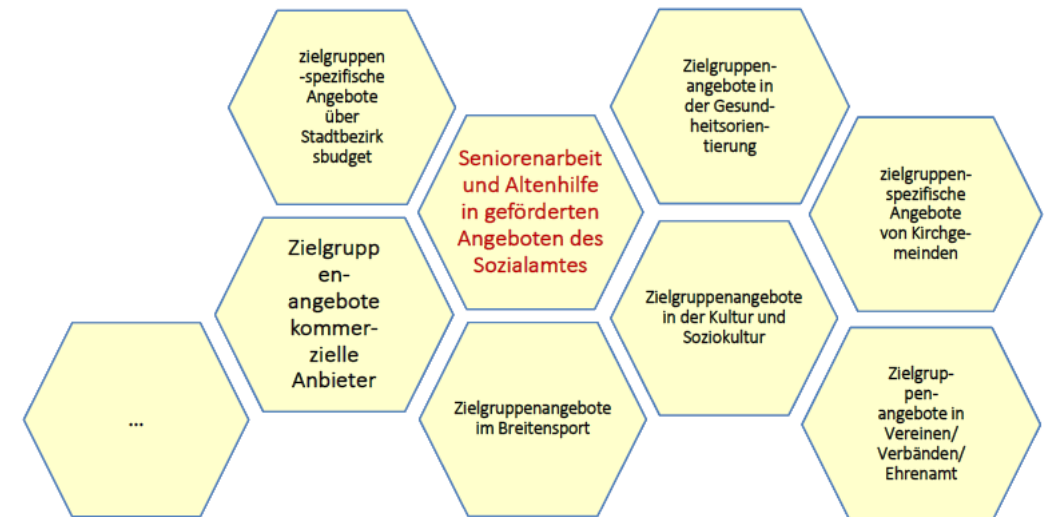 zielgruppen
-spezifische
Angebote
über
Stadtbezirk
sbudget
Seniorenarbeit
und Altenhilfe
in geförderten
Angeboten des
Sozialamtes
Zielgruppen-
angebote in
der Gesund-
heitsorien-
tierung
zielgruppen-
spezifische
Angebote
von Kirchge-
meinden
Zielgrupp
en-
angebote
kommer-
zielle
Anbieter
Zielgruppenangebote
in der Kultur und
Soziokultur
...
Zielgruppenangebote
im Breitensport
Zielgrup-
pen-
angebote in
Vereinen/
Verbänden/
Ehrenamt